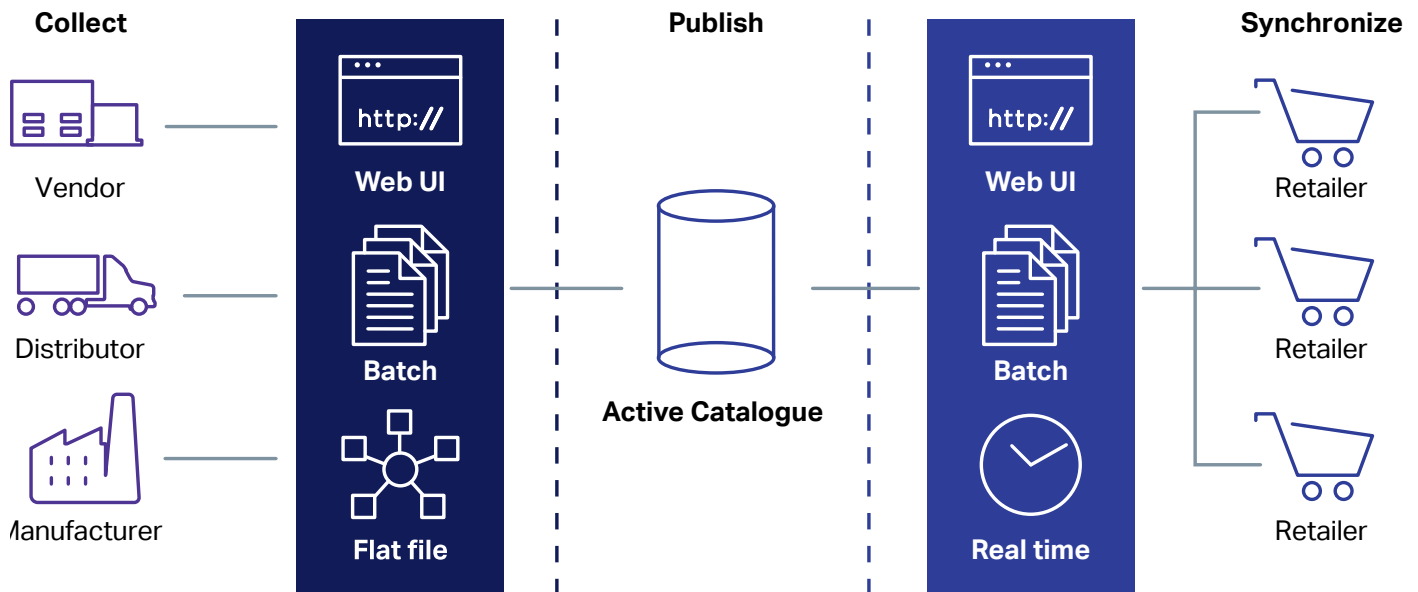 Collect
Publish
Synchronize
Vendor
Distributor
Manufacturer
http://
Web UI
Batch
Flat file
Active Catalogue
http://
Web UI
Batch
Real time
Retailer
Retailer
Retailer